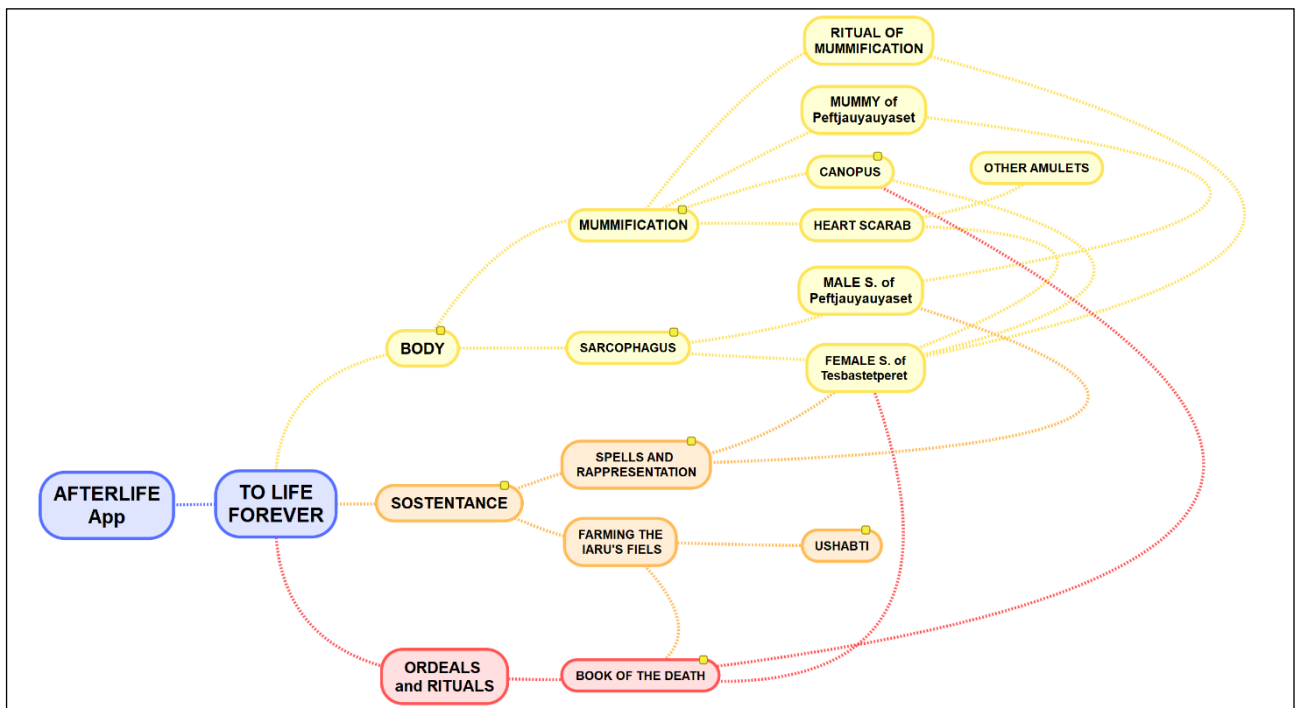 RITUAL OF
MUMMIFICATION
MUMMY of
Peftjauyauyaset
CANOPUS
OTHER AMULETS
MUMMIFICATION
HEART SCARAB
MALE S. of
Peftjauyauyaset
BODY
SARCOPHAGUS
FEMALE S. of
Tesbastetperet
SPELLS AND
RAPPRESENTATION
AFTERLIFE
App
TO LIFE
FOREVER
SOSTENTANCE
FARMING THE
IARU'S FIELS
USHABTI
ORDEALS
and RITUALS
BOOK OF THE DEATH